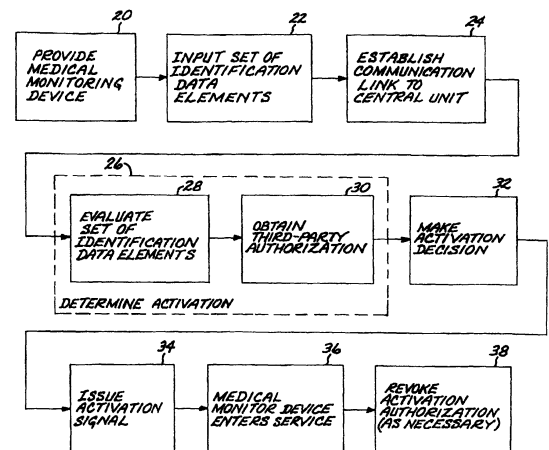 20
PROVIDE
MEDICAL
MONITORING
DEVICE
22
INPUT SET OF
IDENTIFICATION
DATA
ELEMENTS
24
ESTABLISH
COMMUNICATION
LINK TO
CENTRAL UNIT
26
28
EVALUATE
SET OF
IDENTIFICATION
DATA ELEMENTS
30
OBTAIN
THIRD-PARTY
AUTHORIZATION
DETERMINE ACTIVATION
32
MAKE
ACTIVATION
DECISION
34
ISSUE
ACTIVATION
SIGNAL
36
MEDICAL
MONITOR DEVICE
ENTERS SERVICE
38
REVOKE
ACTIVATION
AUTHORIZATION
(AS NECESSARY)